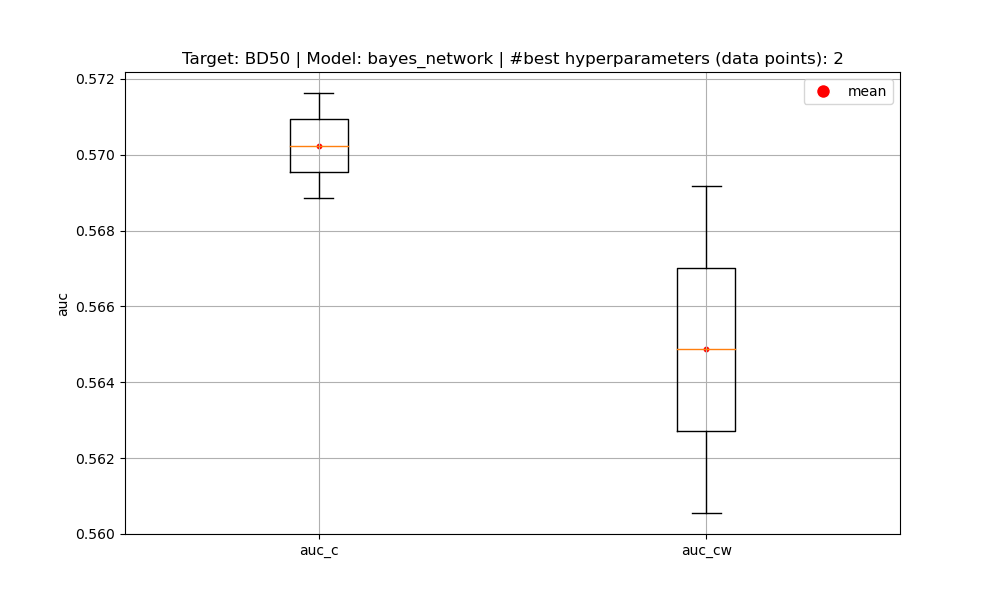 Target: BD50 | Model: bayes_network | #best hyperparameters (data points): 2
mean
0.572
0.570
0.568
0.566
0.564
0.562
0.560
auc
auc_c
auc_cw